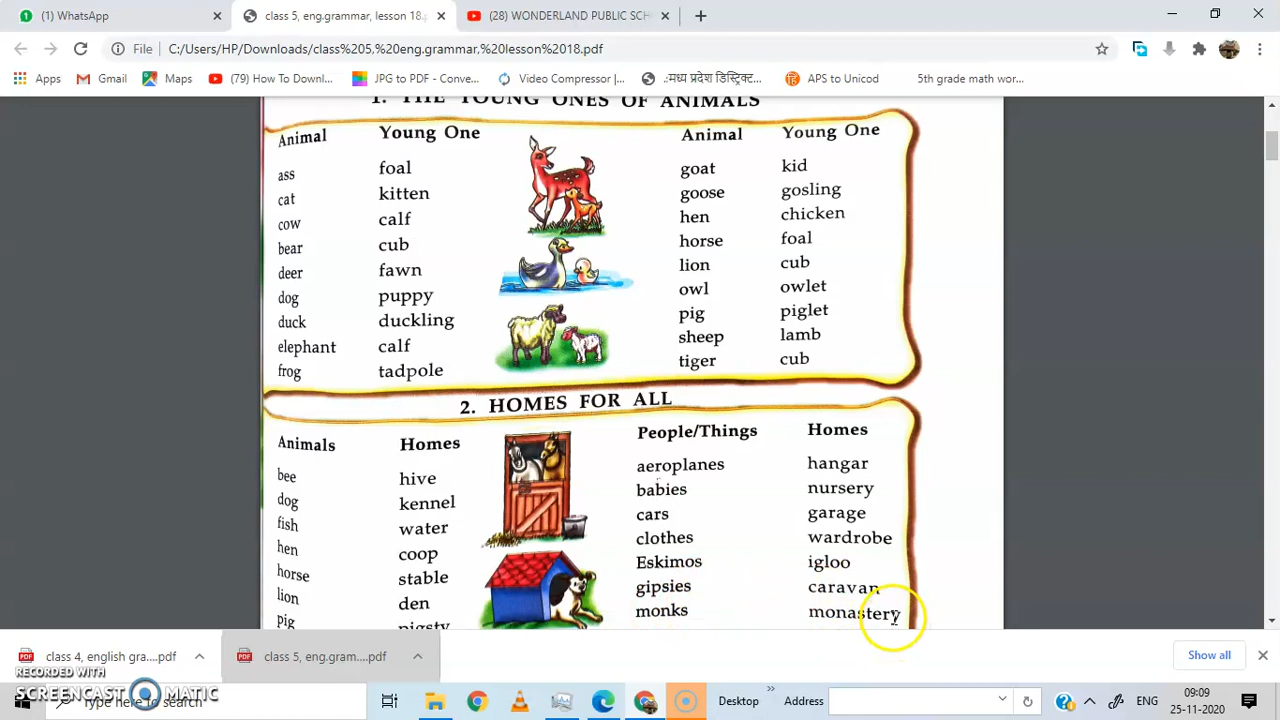 (1) WhatsApp
class 5, eng.grammar, lesson 18.
(28) WONDERLAND PUBLIC SCH
File
C:/Users/HP/Downloads/class%205,%20eng.grammar,%20lesson%2018.pdf
Apps
Gmail
Maps
(79) How To Downl...
JPG to PDF - Conve...
Video Compressor |...
.:मध्य प्रदेश डिस्ट्रिक्ट...
APS to Unicod
5th grade math wor...
1. THE YOUNG ONES OF ANIMALS
Animal Young One
ass foal
cat kitten
cow calf
bear cub
deer fawn
dog puppy
duck duckling
elephant calf
frog tadpole
Animal Young One
goat kid
goose gosling
hen chicken
horse foal
lion cub
owl owlet
pig piglet
sheep lamb
tiger cub
2. HOMES FOR ALL
Animals Homes
bee hive
dog kennel
fish water
hen coop
horse stable
lion den
pig pigsty
People/Things Homes
aeroplanes hangar
babies nursery
cars garage
clothes wardrobe
Eskimos igloo
gipsies caravan
monks monastery
class 4, english gra....pdf
class 5, eng.gram....pdf
Show all
RECORDED WITH
SCREENCAST MATIC
Type here to search
Desktop
Address
ENG
09:09
25-11-2020